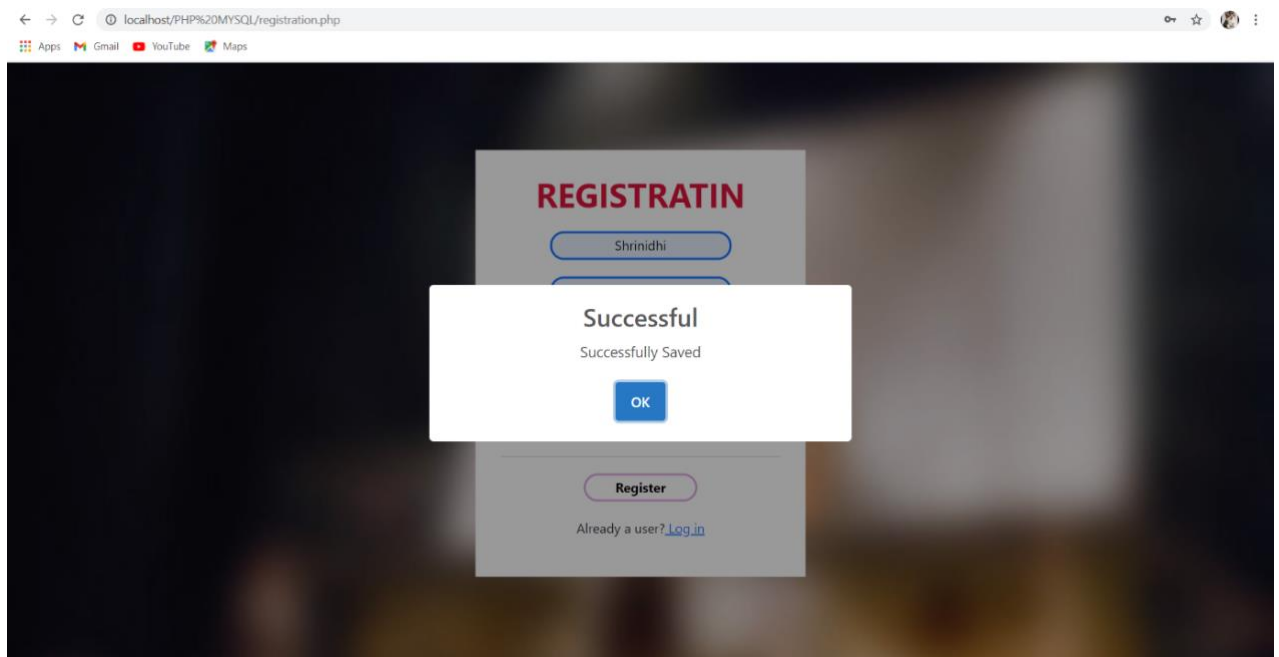 localhost/PHP%20MYSQL/registration.php
Apps Gmail YouTube Maps
REGISTRATIN
Shrinidhi
Successful
Successfully Saved
OK
Register
Already a user? Log in